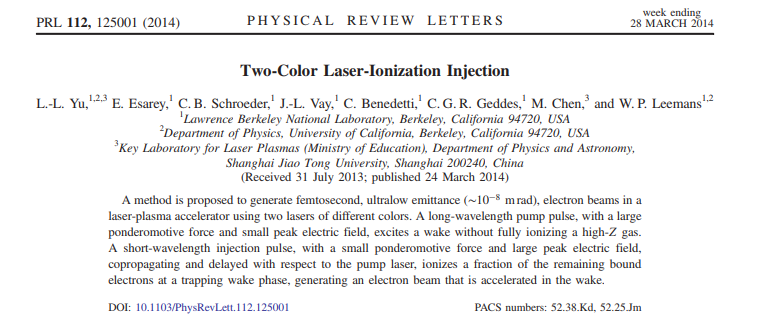 PRL 112, 125001 (2014)
PHYSICAL REVIEW LETTERS
week ending
28 MARCH 2014
Two-Color Laser-Ionization Injection
L.-L. Yu,1,2,3 E. Esarey,1 C. B. Schroeder,1 J.-L. Vay,1 C. Benedetti,1 C. G. R. Geddes,1 M. Chen,3 and W. P. Leemans1,2
1Lawrence Berkeley National Laboratory, Berkeley, California 94720, USA
2Department of Physics, University of California, Berkeley, California 94720, USA
3Key Laboratory for Laser Plasmas (Ministry of Education), Department of Physics and Astronomy,
Shanghai Jiao Tong University, Shanghai 200240, China
(Received 31 July 2013; published 24 March 2014)
A method is proposed to generate femtosecond, ultralow emittance (∼10−8 m rad), electron beams in a
laser-plasma accelerator using two lasers of different colors. A long-wavelength pump pulse, with a large
ponderomotive force and small peak electric field, excites a wake without fully ionizing a high-Z gas.
A short-wavelength injection pulse, with a small ponderomotive force and large peak electric field,
copropagating and delayed with respect to the pump laser, ionizes a fraction of the remaining bound
electrons at a trapping wake phase, generating an electron beam that is accelerated in the wake.
DOI: 10.1103/PhysRevLett.112.125001
PACS numbers: 52.38.Kd, 52.25.Jm